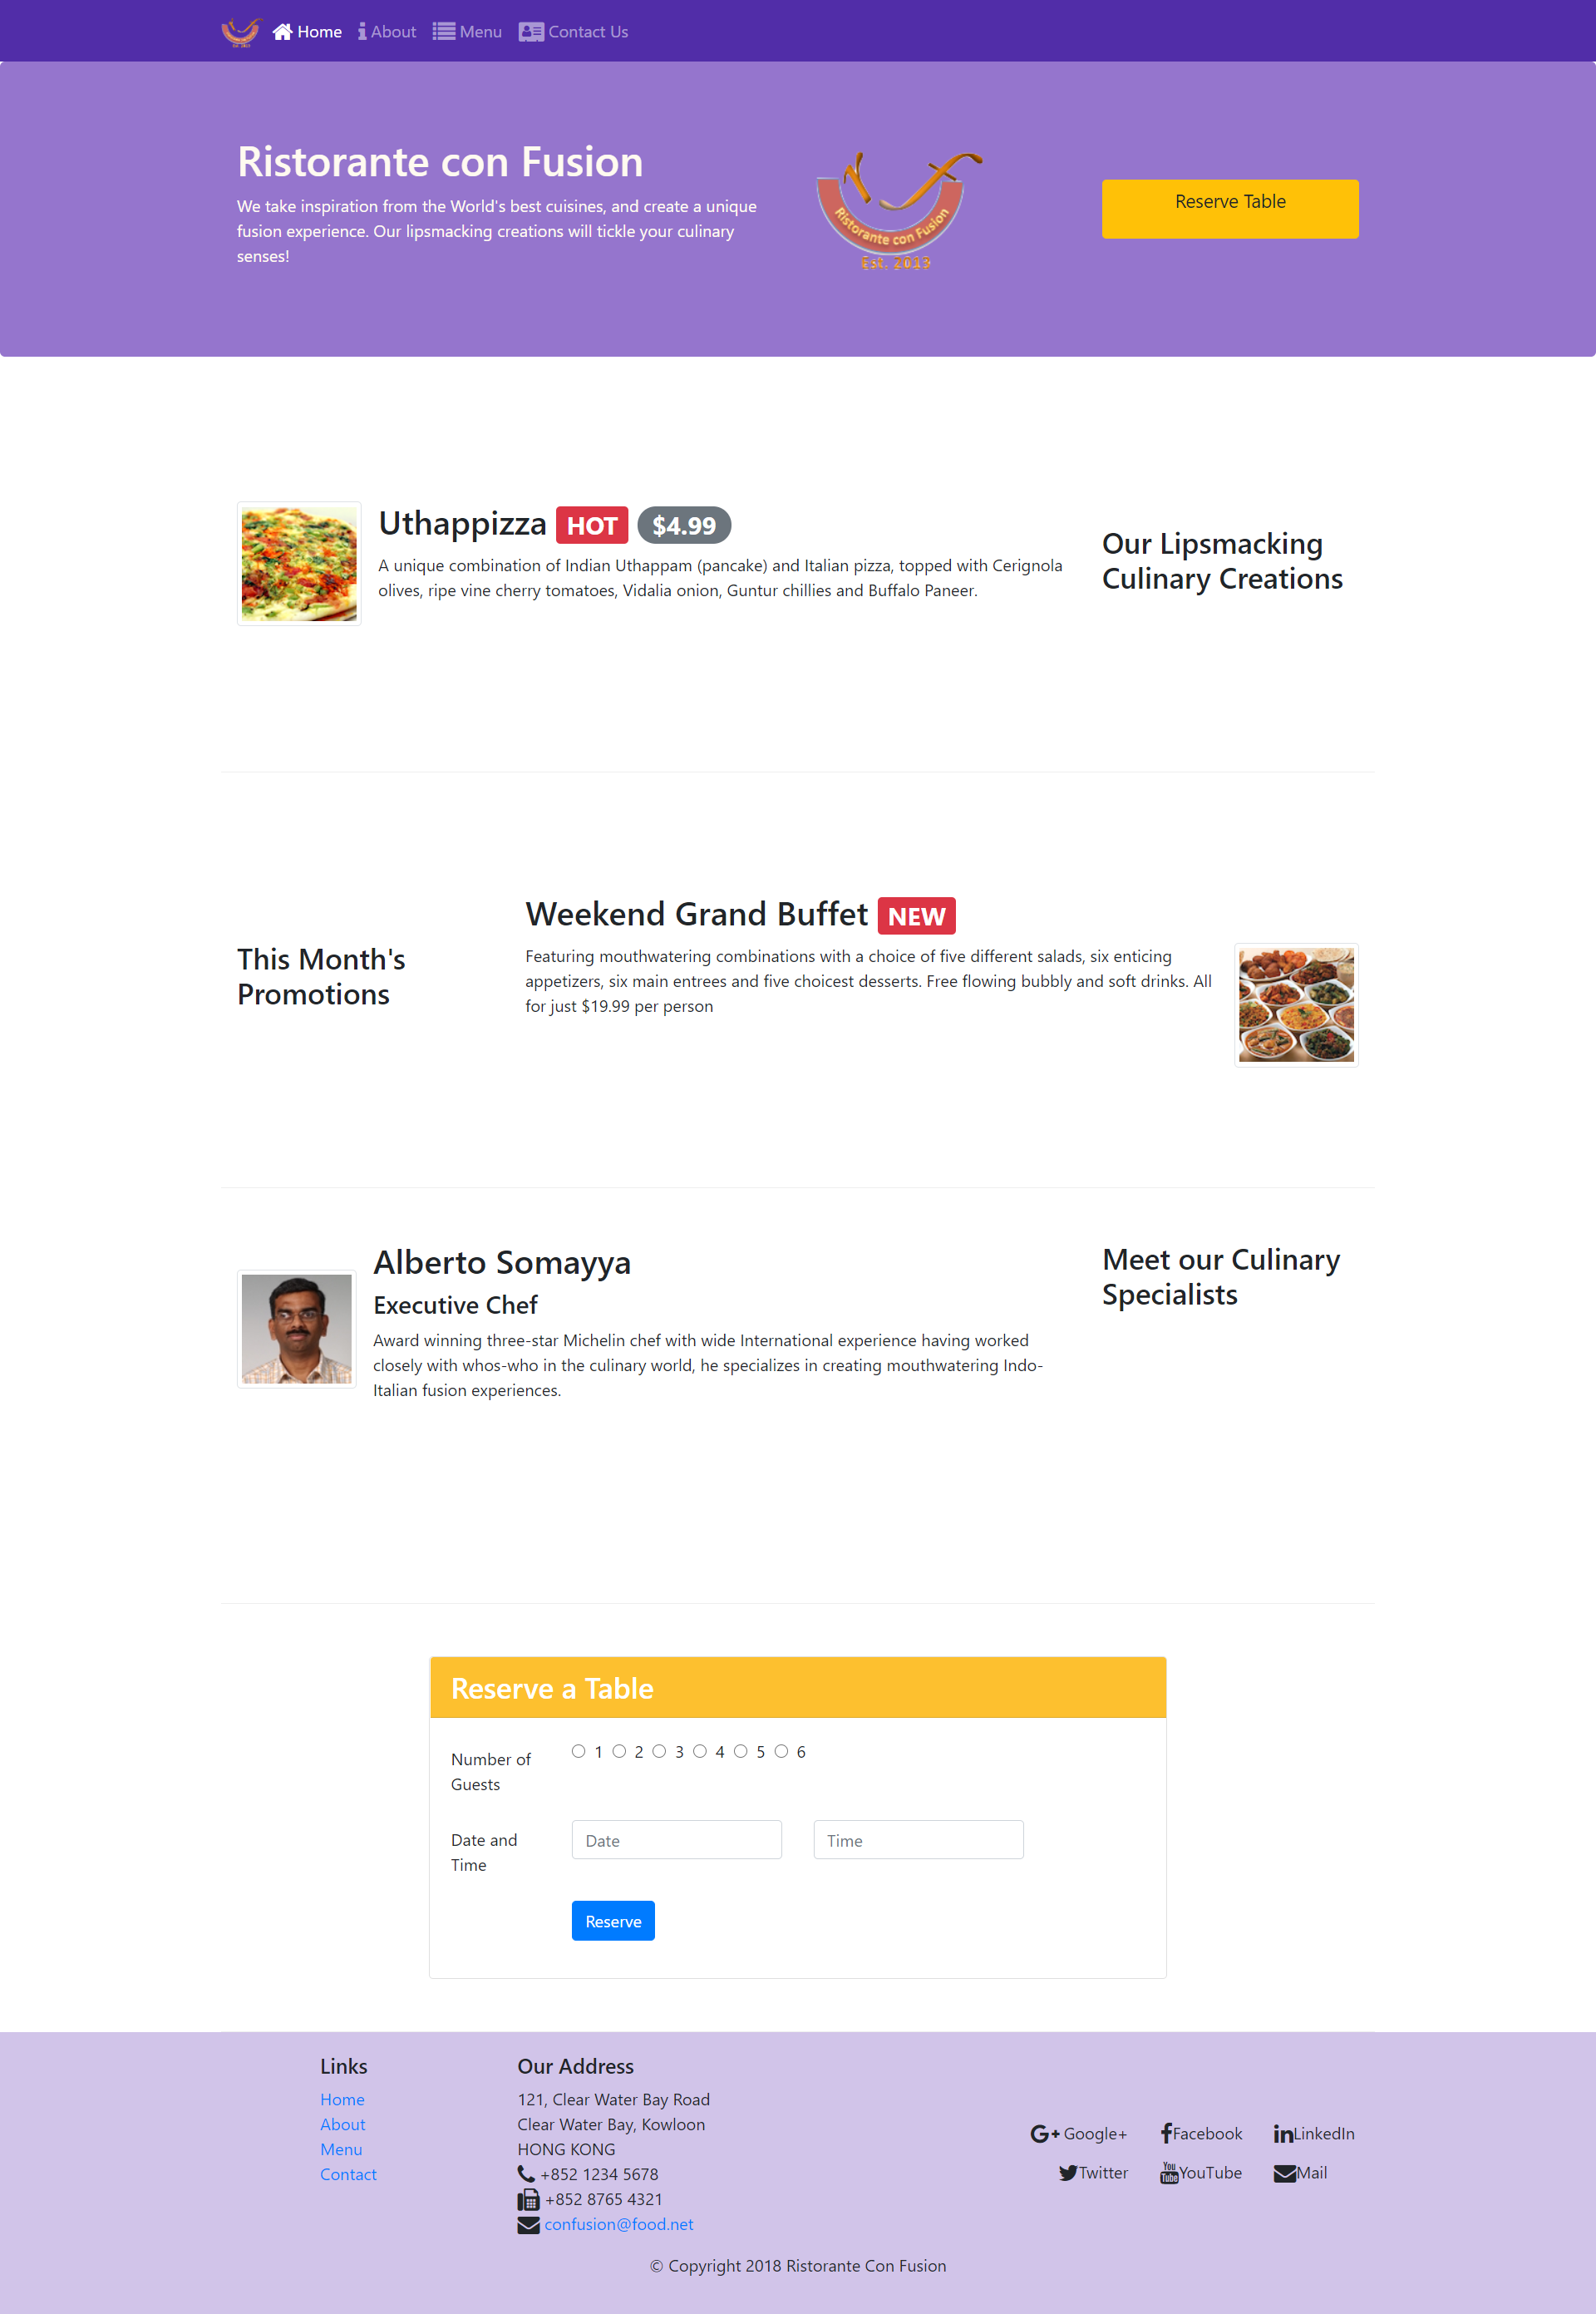 Home About Menu Contact Us
Ristorante con Fusion
We take inspiration from the World's best cuisines, and create a unique
fusion experience. Our lipsmacking creations will tickle your culinary
senses!
Ristorante con Fusion
Est. 2013
Reserve Table
Uthappizza HOT $4.99
A unique combination of Indian Uthappam (pancake) and Italian pizza, topped with Cerignola
olives, ripe vine cherry tomatoes, Vidalia onion, Guntur chillies and Buffalo Paneer.
Our Lipsmacking
Culinary Creations
This Month's
Promotions
Weekend Grand Buffet NEW
Featuring mouthwatering combinations with a choice of five different salads, six enticing
appetizers, six main entrees and five choicest desserts. Free flowing bubbly and soft drinks. All
for just $19.99 per person
Alberto Somayya
Executive Chef
Award winning three-star Michelin chef with wide International experience having worked
closely with whos-who in the culinary world, he specializes in creating mouthwatering Indo-
Italian fusion experiences.
Meet our Culinary
Specialists
Reserve a Table
Number of
Guests
1 2 3 4 5 6
Date and
Time
Date
Time
Reserve
Links
Home
About
Menu
Contact
Our Address
121, Clear Water Bay Road
Clear Water Bay, Kowloon
HONG KONG
+852 1234 5678
+852 8765 4321
confusion@food.net
G+ Google+ Facebook LinkedIn
Twitter YouTube Mail
© Copyright 2018 Ristorante Con Fusion